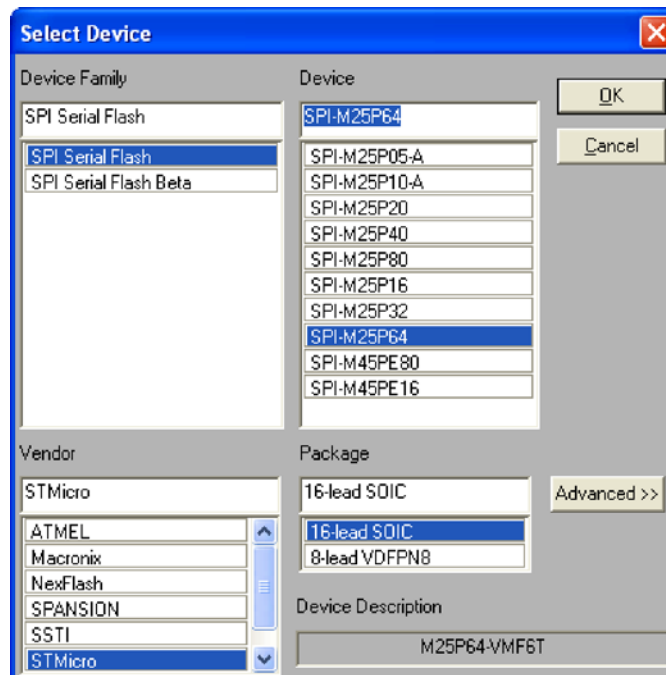 Select Device
Device Family
SPI Serial Flash
SPI Serial Flash
SPI Serial Flash Beta
Device
SPI-M25P64
SPI-M25P05-A
SPI-M25P10-A
SPI-M25P20
SPI-M25P40
SPI-M25P80
SPI-M25P16
SPI-M25P32
SPI-M25P64
SPI-M45PE80
SPI-M45PE16
OK
Cancel
Vendor
STMicro
ATMEL
Macronix
NexFlash
SPANSION
SSTI
STMicro
Package
16-lead SOIC
16-lead SOIC
8-lead VDFPN8
Advanced >>
Device Description
M25P64-VMF6T